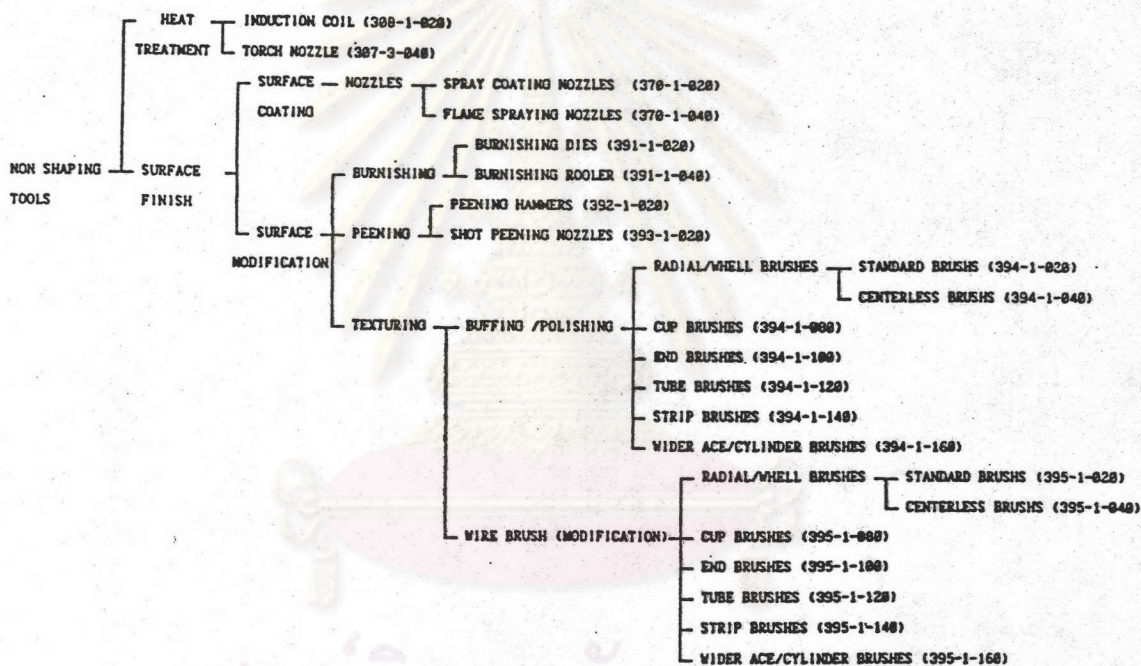 HEAT INDUCTION COIL (308-1-020)
TREATMENT TORCH NOZZLE (307-3-040)
SURFACE NOZZLES SPRAY COATING NOZZLES (370-1-020)
COATING FLAME SPRAYING NOZZLES (370-1-040)
BURNISHING DIES (391-1-020)
NON SHAPING SURFACE BURNISHING BURNISHING ROOLER (391-1-040)
TOOLS FINISH PEENING HAMMERS (392-1-020)
SURFACE PEENING SHOT PEENING NOZZLES (393-1-020)
MODIFICATION RADIAL/WHELL BRUSHES STANDARD BRUSHS (394-1-020)
CENTERLESS BRUSHS (394-1-040)
TEXTURING BUFFING /POLISHING CUP BRUSHES (394-1-080)
END BRUSHES (394-1-100)
TUBE BRUSHES (394-1-120)
STRIP BRUSHES (394-1-140)
WIDER ACE/CYLINDER BRUSHES (394-1-160)
RADIAL/WHELL BRUSHES STANDARD BRUSHS (395-1-020)
CENTERLESS BRUSHS (395-1-040)
WIRE BRUSH (MODIFICATION) CUP BRUSHES (395-1-080)
END BRUSHES (395-1-100)
TUBE BRUSHES (395-1-120)
STRIP BRUSHES (395-1-140)
WIDER ACE/CYLINDER BRUSHES (395-1-160)